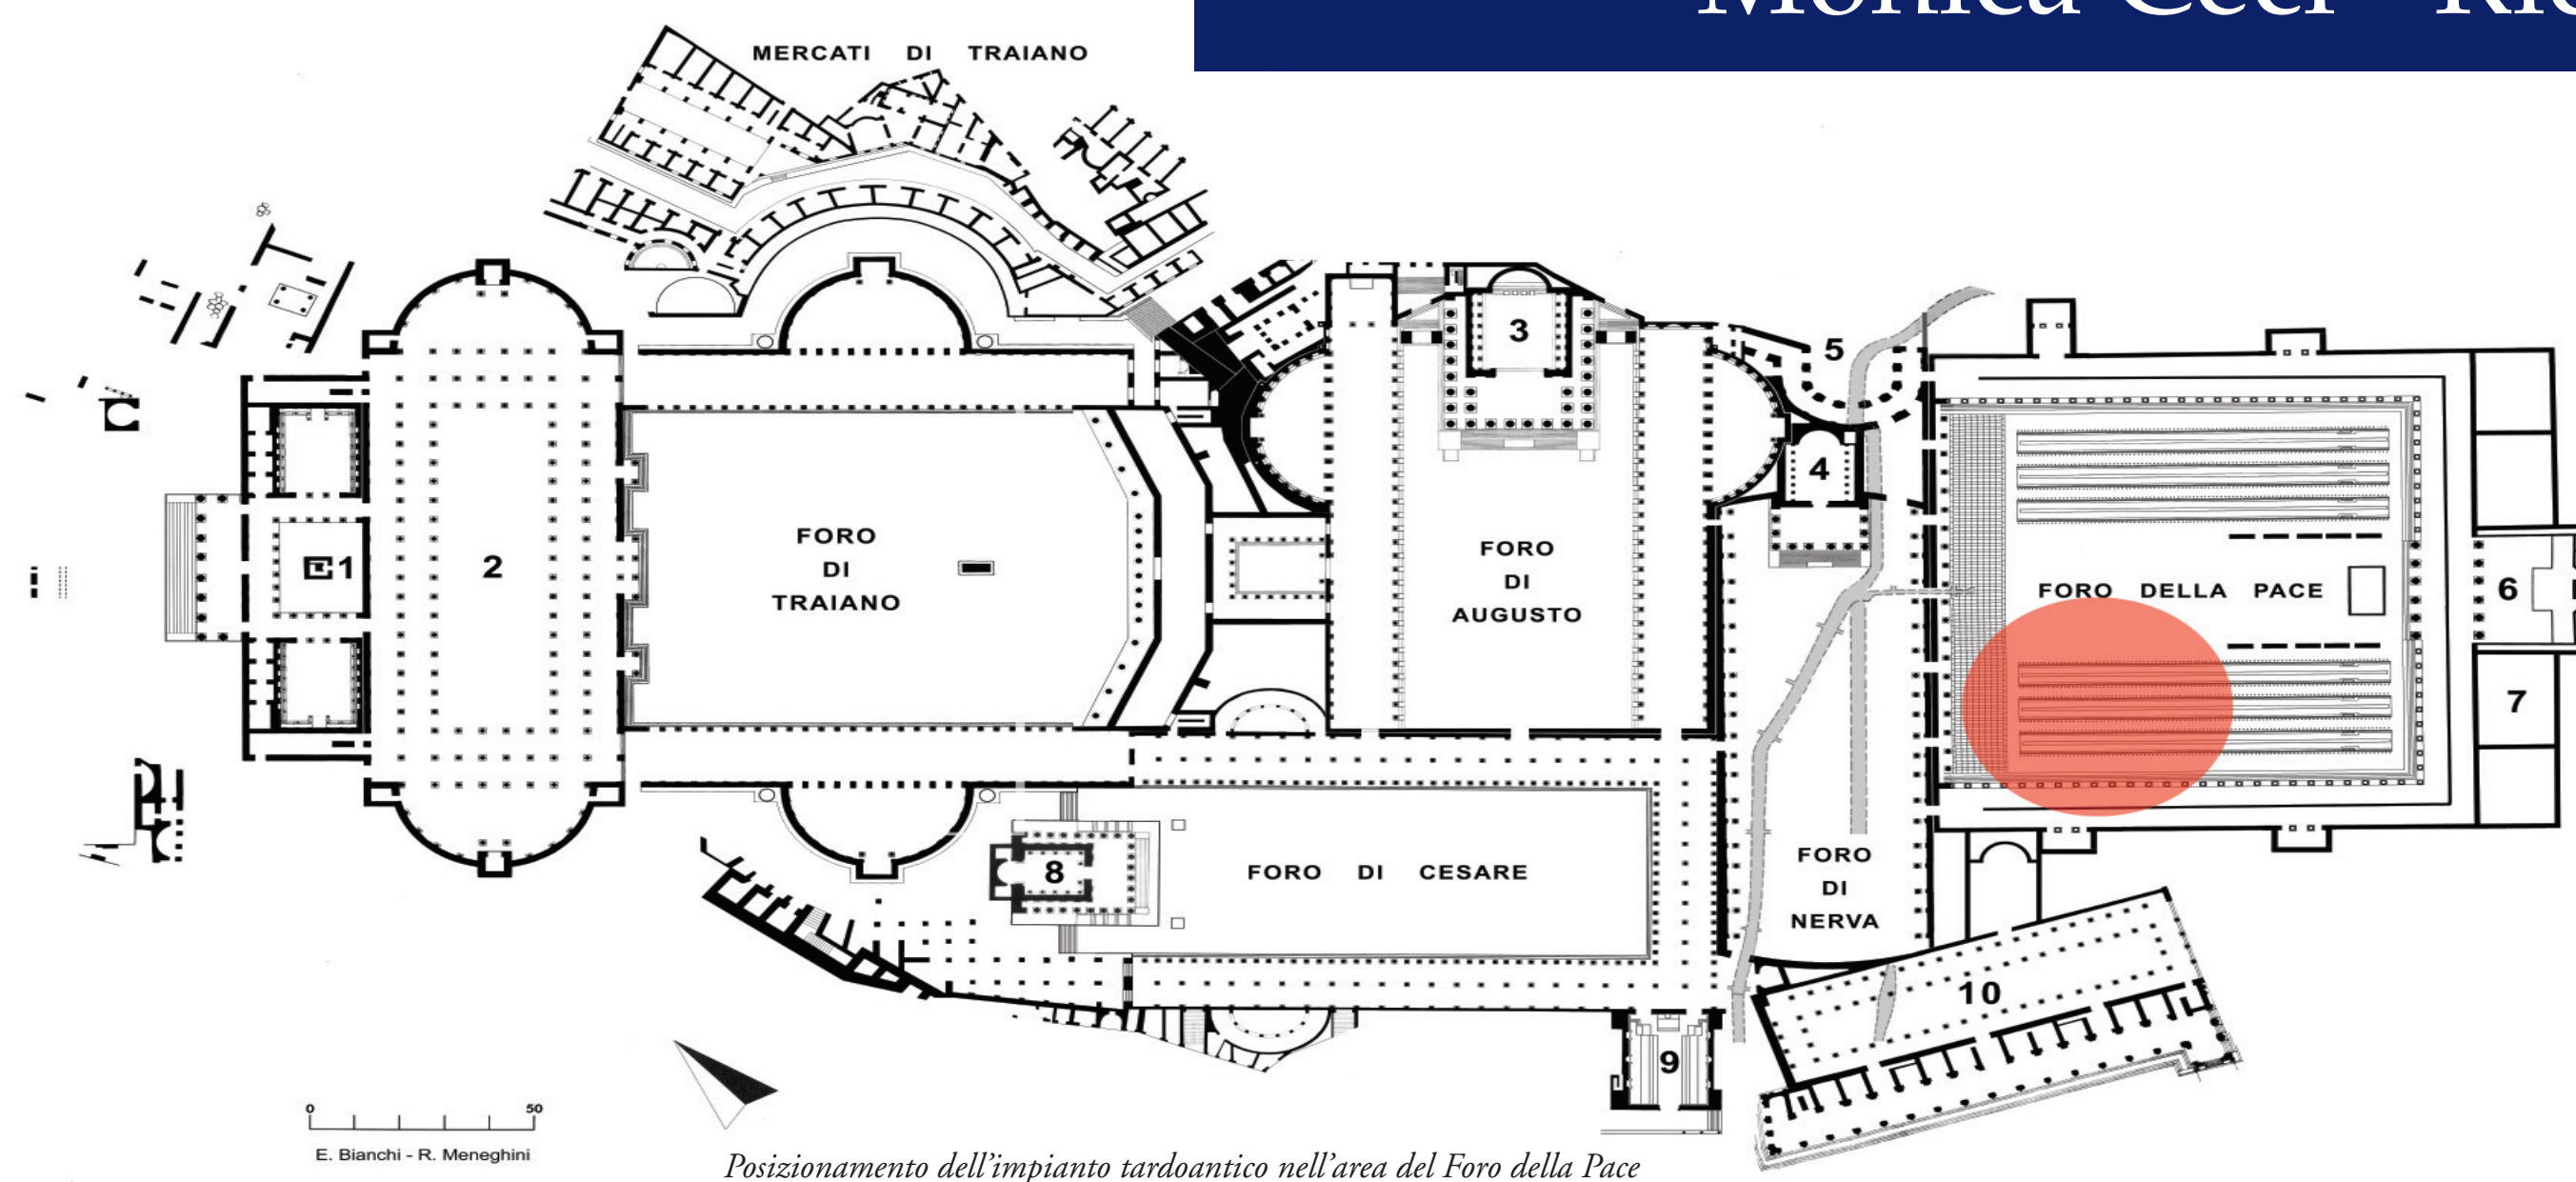 MERCATI DI TRAIANO
3
5
4
1
2
FORO
DI
TRAIANO
FORO
DI
AUGUSTO
FORO DELLA PACE
6
7
8
FORO DI CESARE
FORO
DI
NERVA
10
9
0 50
E. Bianchi - R. Meneghini
Posizionamento dell'impianto tardoantico nell'area del Foro della Pace